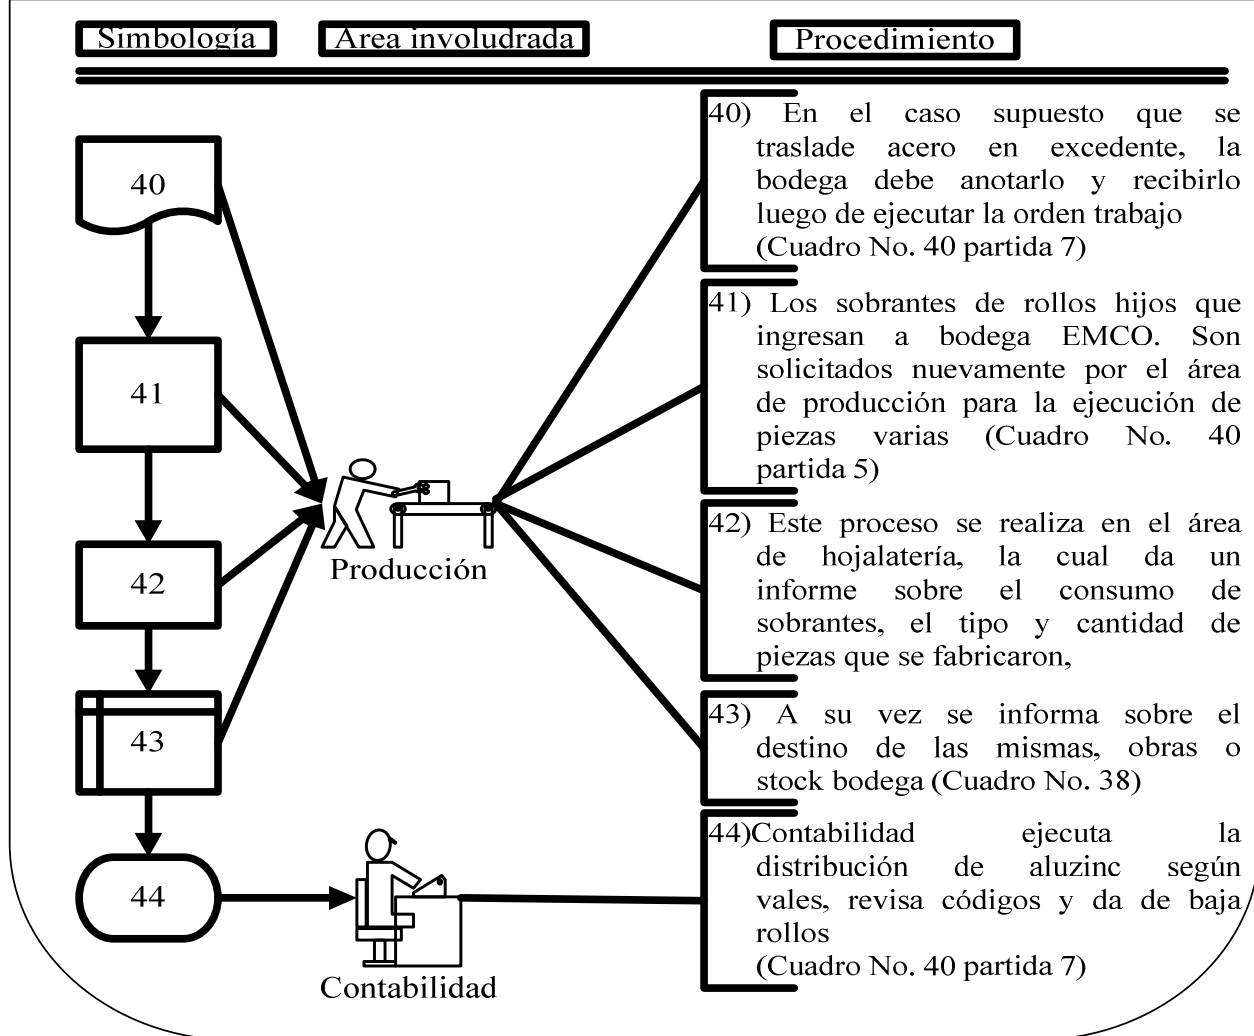 Simbología
Area involudrada
Procedimiento
40
41
42
43
44
Producción
Contabilidad
40) En el caso supuesto que se
traslade acero en excedente, la
bodega debe anotarlo y recibirlo
luego de ejecutar la orden trabajo
(Cuadro No. 40 partida 7)
41) Los sobrantes de rollos hijos que
ingresan a bodega EMCO. Son
solicitados nuevamente por el área
de producción para la ejecución de
piezas varias (Cuadro No. 40
partida 5)
42) Este proceso se realiza en el área
de hojalatería, la cual da un
informe sobre el consumo de
sobrantes, el tipo y cantidad de
piezas que se fabricaron,
43) A su vez se informa sobre el
destino de las mismas, obras o
stock bodega (Cuadro No. 38)
44)Contabilidad ejecuta la
distribución de aluzinc según
vales, revisa códigos y da de baja
rollos
(Cuadro No. 40 partida 7)